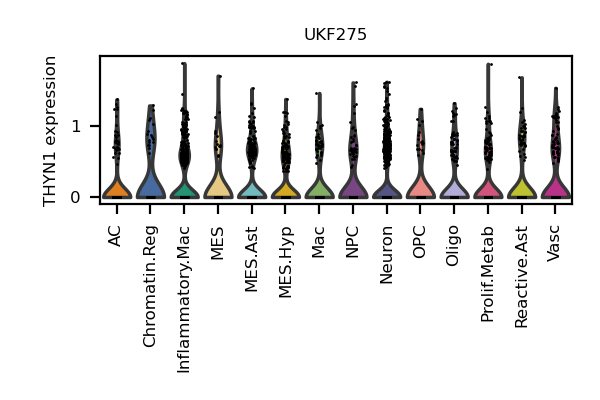 UKF275
THYN1 expression
1
0
AC
Chromatin.Reg
Inflammatory.Mac
MES
MES.Ast
MES.Hyp
Mac
NPC
Neuron
OPC
Oligo
Prolif.Metab
Reactive.Ast
Vasc